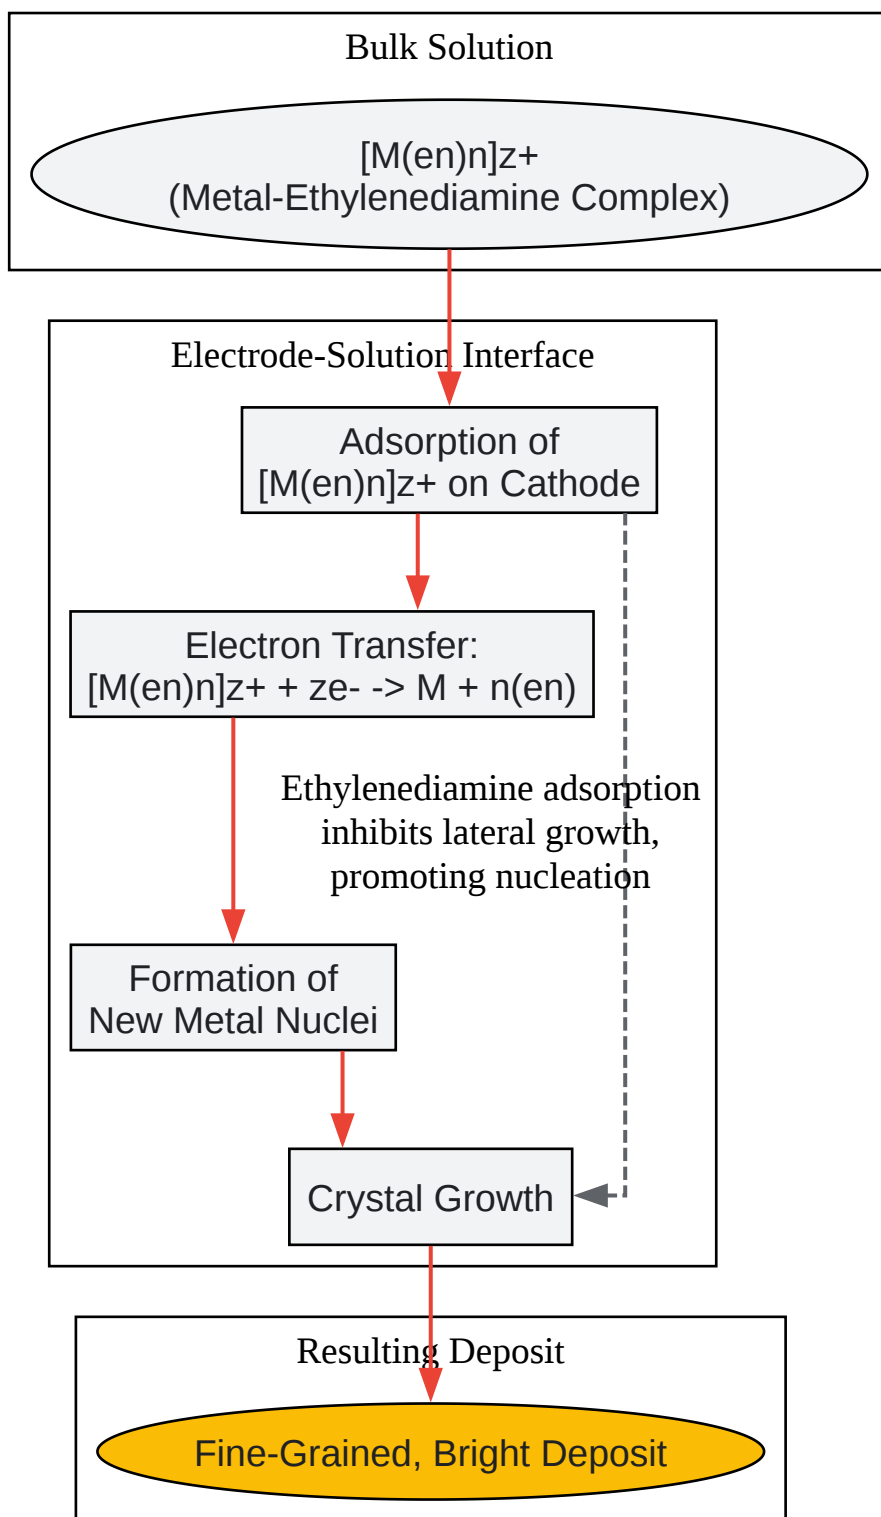 Bulk Solution
[M(en)n]z+
(Metal-Ethylenediamine Complex)
Electrode-Solution Interface
Adsorption of
[M(en)n]z+ on Cathode
Electron Transfer:
[M(en)n]z+ + ze- -> M + n(en)
Ethylenediamine adsorption
inhibits lateral growth,
promoting nucleation
Formation of
New Metal Nuclei
Crystal Growth
Resulting Deposit
Fine-Grained, Bright Deposit